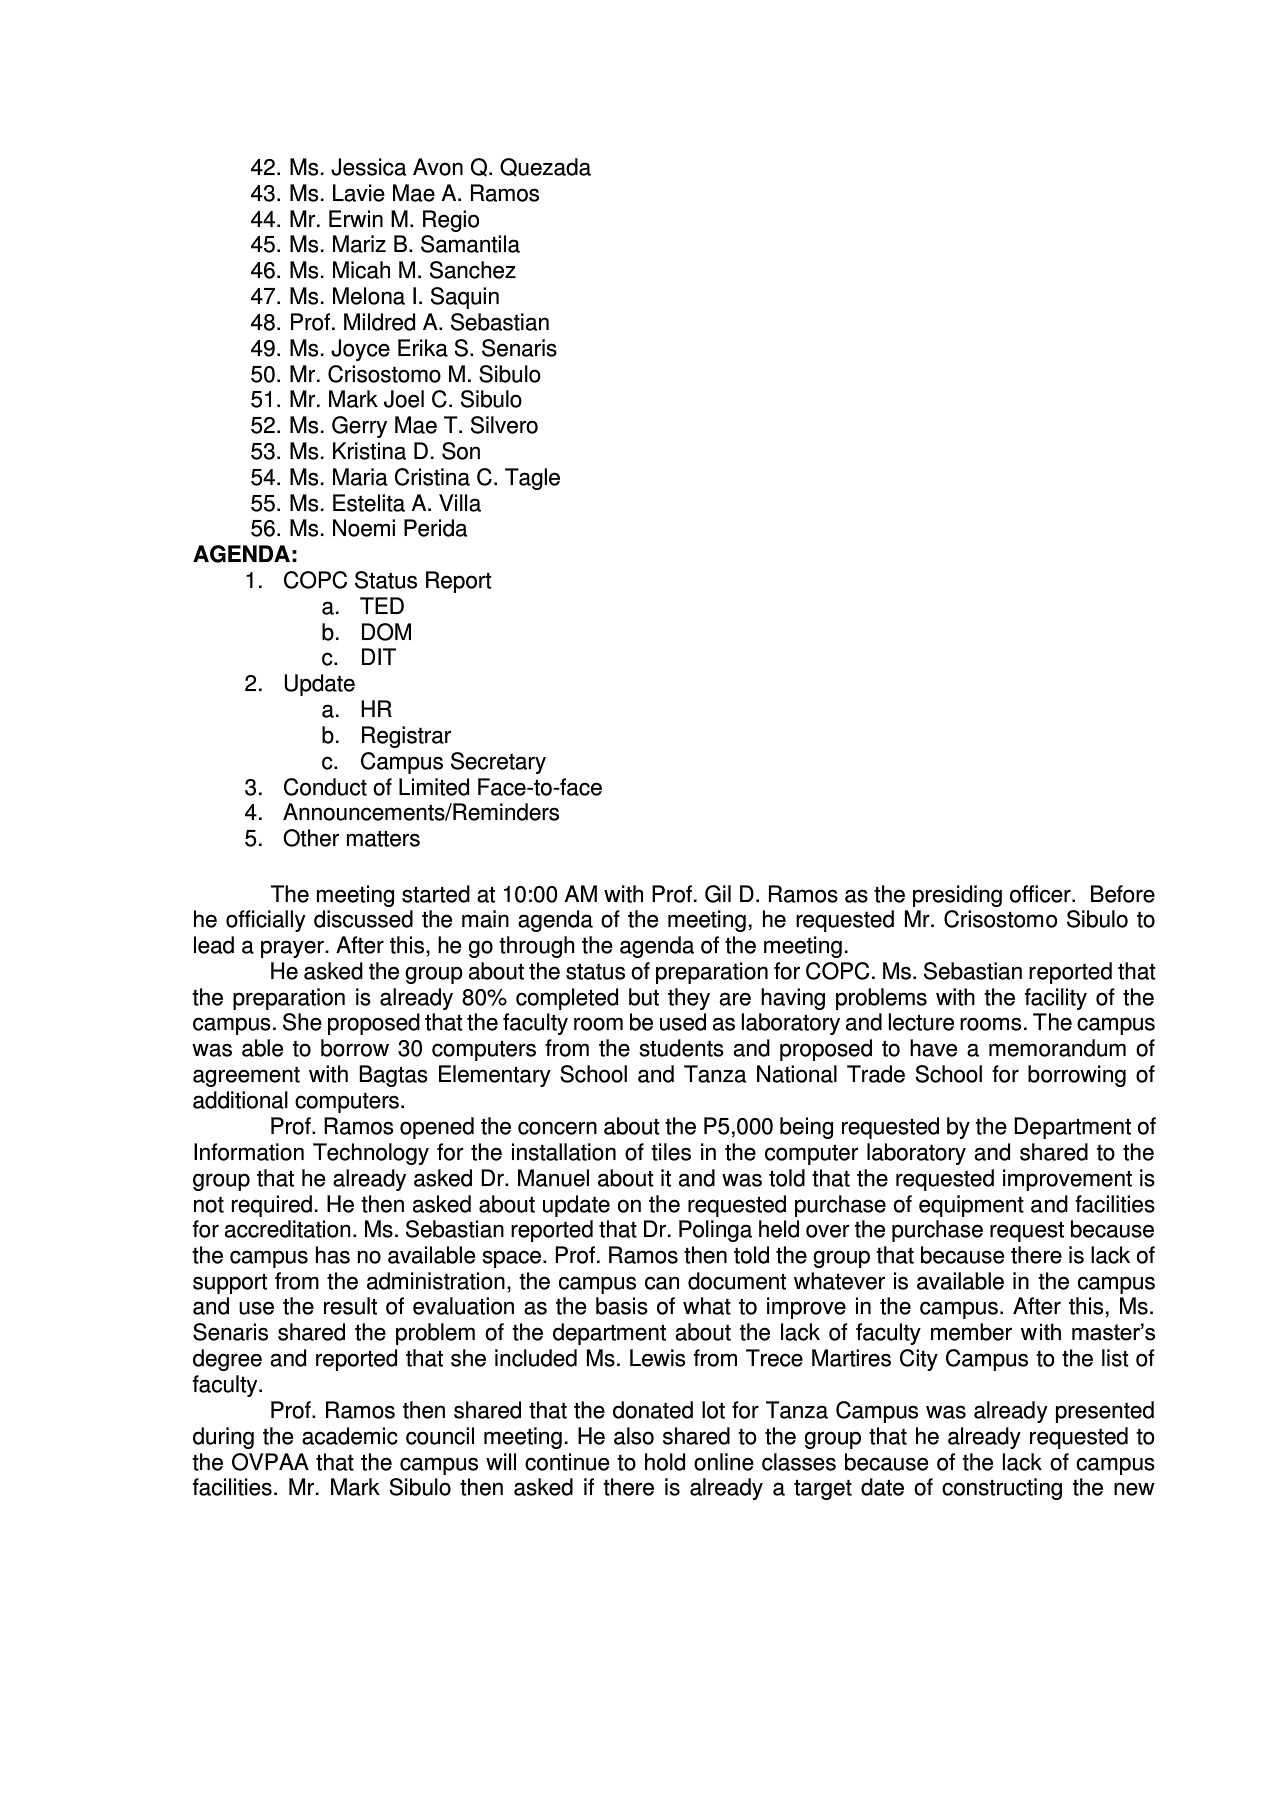 42. Ms. Jessica Avon Q. Quezada
43. Ms. Lavie Mae A. Ramos
44. Mr. Erwin M. Regio
45. Ms. Mariz B. Samantila
46. Ms. Micah M. Sanchez
47. Ms. Melona I. Saquin
48. Prof. Mildred A. Sebastian
49. Ms. Joyce Erika S. Senaris
50. Mr. Crisostomo M. Sibulo
51. Mr. Mark Joel C. Sibulo
52. Ms. Gerry Mae T. Silvero
53. Ms. Kristina D. Son
54. Ms. Maria Cristina C. Tagle
55. Ms. Estelita A. Villa
56. Ms. Noemi Perida
AGENDA:
1. COPC Status Report
a. TED
b. DOM
c. DIT
2. Update
a. HR
b. Registrar
c. Campus Secretary
3. Conduct of Limited Face-to-face
4. Announcements/Reminders
5. Other matters
The meeting started at 10:00 AM with Prof. Gil D. Ramos as the presiding officer. Before
he officially discussed the main agenda of the meeting, he requested Mr. Crisostomo Sibulo to
lead a prayer. After this, he go through the agenda of the meeting.
He asked the group about the status of preparation for COPC. Ms. Sebastian reported that
the preparation is already 80% completed but they are having problems with the facility of the
campus. She proposed that the faculty room be used as laboratory and lecture rooms. The campus
was able to borrow 30 computers from the students and proposed to have a memorandum of
agreement with Bagtas Elementary School and Tanza National Trade School for borrowing of
additional computers.
Prof. Ramos opened the concern about the P5,000 being requested by the Department of
Information Technology for the installation of tiles in the computer laboratory and shared to the
group that he already asked Dr. Manuel about it and was told that the requested improvement is
not required. He then asked about update on the requested purchase of equipment and facilities
for accreditation. Ms. Sebastian reported that Dr. Polinga held over the purchase request because
the campus has no available space. Prof. Ramos then told the group that because there is lack of
support from the administration, the campus can document whatever is available in the campus
and use the result of evaluation as the basis of what to improve in the campus. After this, Ms.
Senaris shared the problem of the department about the lack of faculty member with master's
degree and reported that she included Ms. Lewis from Trece Martires City Campus to the list of
faculty.
Prof. Ramos then shared that the donated lot for Tanza Campus was already presented
during the academic council meeting. He also shared to the group that he already requested to
the OVPAA that the campus will continue to hold online classes because of the lack of campus
facilities. Mr. Mark Sibulo then asked if there is already a target date of constructing the new